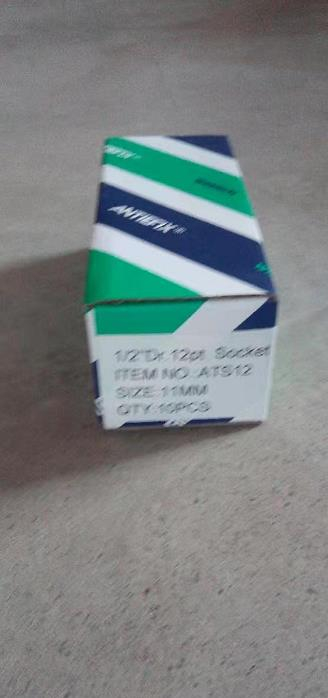 ANTIEFIX
1/2"Dr. 12pt Socket
ITEM NO.:ATS12
SIZE:11MM
QTY:10PCS